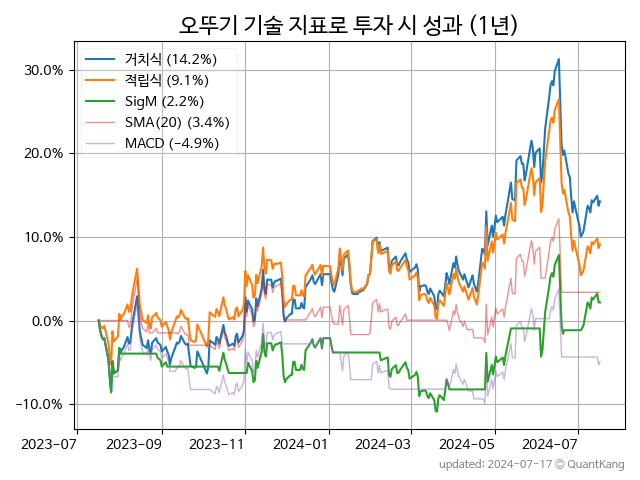 오뚜기 기술 지표로 투자 시 성과 (1년)
거치식 (14.2%)
적립식 (9.1%)
SigM (2.2%)
SMA(20) (3.4%)
MACD (−4.9%)
30.0%
20.0%
10.0%
0.0%
−10.0%
2023-07 2023-09 2023-11 2024-01 2024-03 2024-05 2024-07
updated: 2024-07-17 © QuantKang